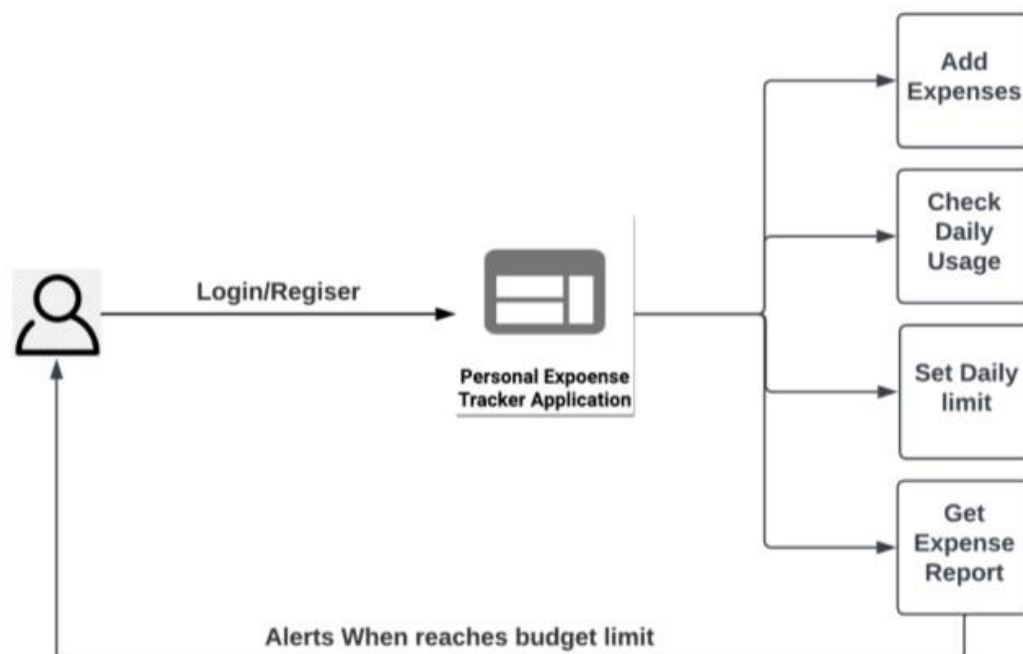 Add
Expenses
Check
Daily
Usage
Login/Regiser
Personal Expoense
Tracker Application
Set Daily
limit
Get
Expense
Report
Alerts When reaches budget limit